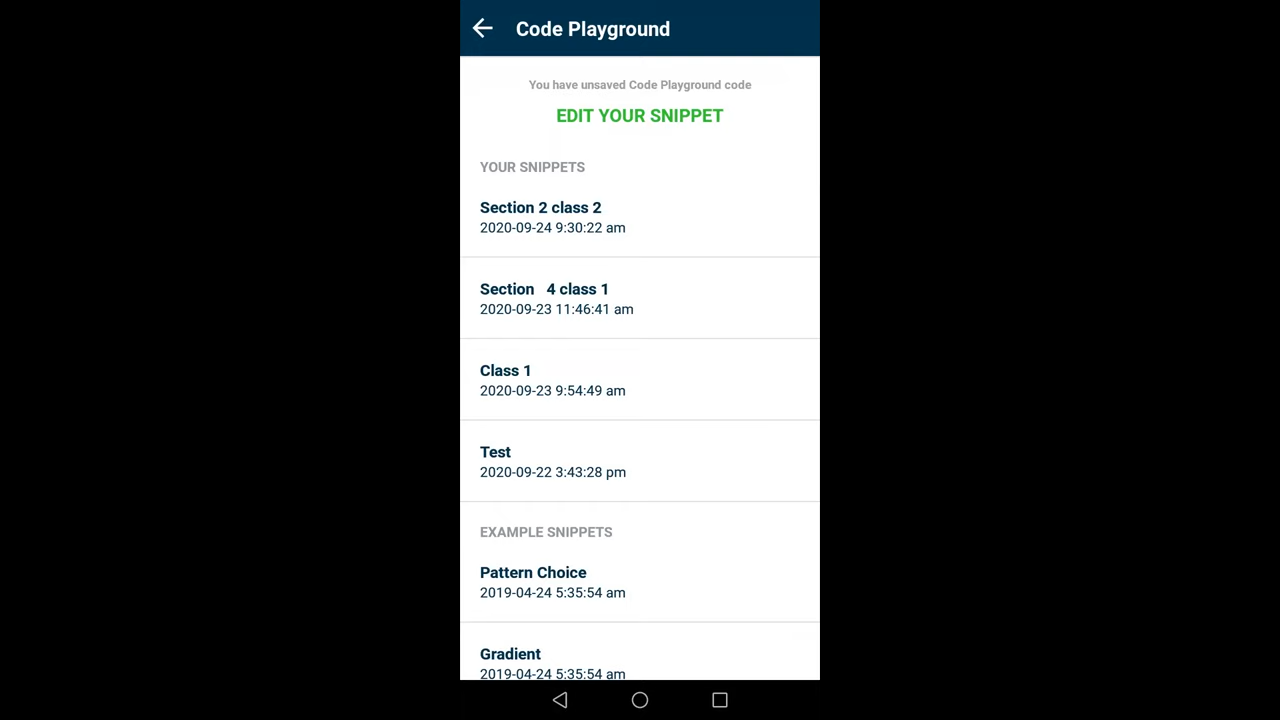 Code Playground
You have unsaved Code Playground code
EDIT YOUR SNIPPET
YOUR SNIPPETS
Section 2 class 2
2020-09-24 9:30:22 am
Section   4 class 1
2020-09-23 11:46:41 am
Class 1
2020-09-23 9:54:49 am
Test
2020-09-22 3:43:28 pm
EXAMPLE SNIPPETS
Pattern Choice
2019-04-24 5:35:54 am
Gradient
2019-04-24 5:35:54 am